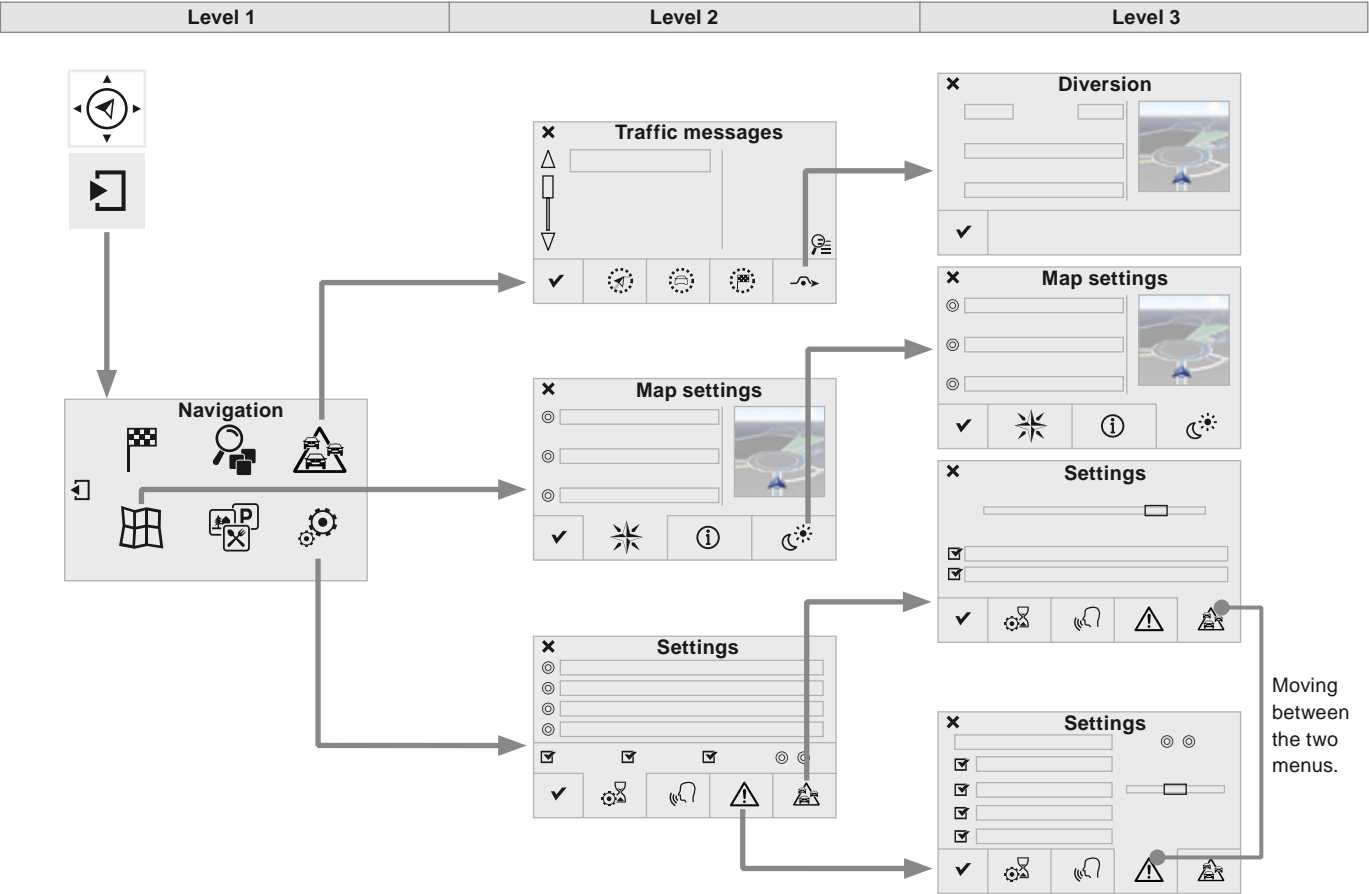 Level 1
Level 2
Level 3
Diversion
Traffic messages
Map settings
Navigation
Map settings
Settings
Settings
Settings
Moving
between
the two
menus.
P